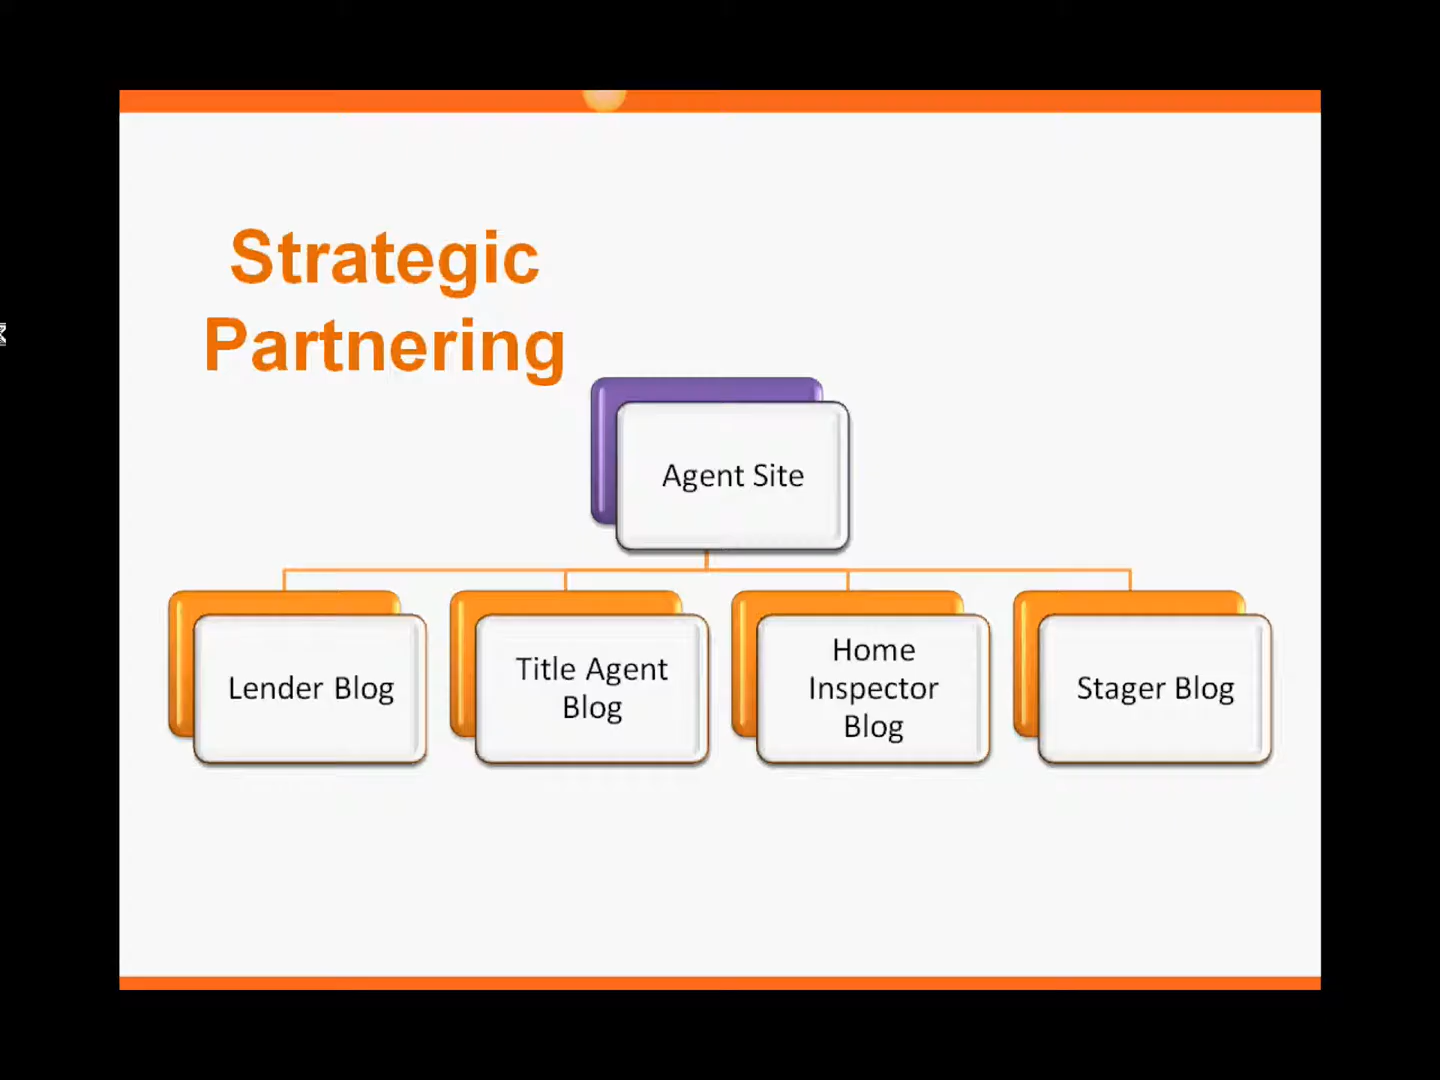 Strategic
Partnering
Agent Site
Lender Blog
Title Agent
Blog
Home
Inspector
Blog
Stager Blog